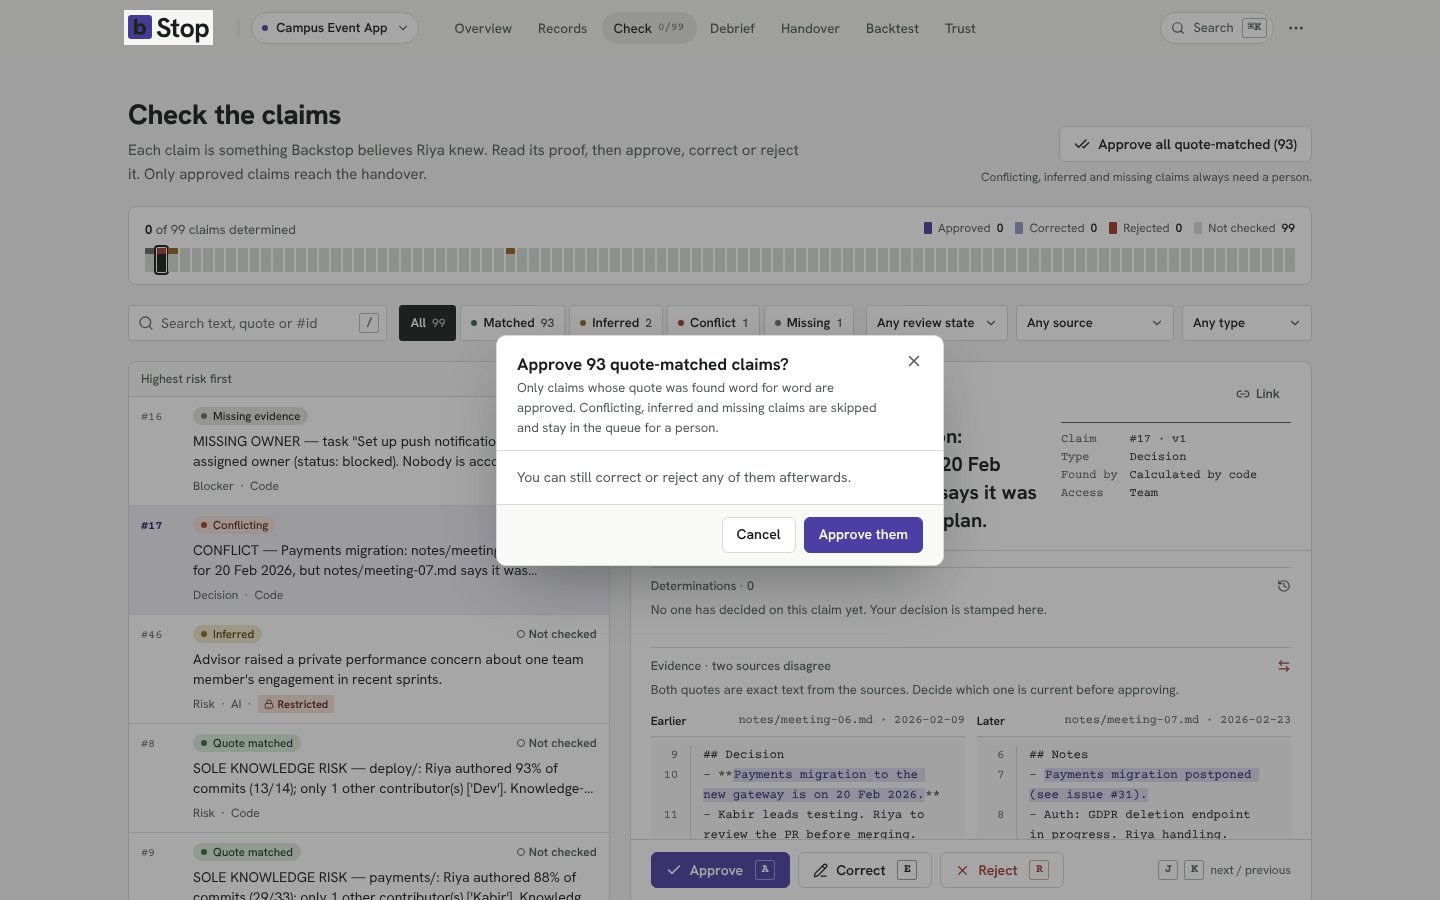 b Stop
Campus Event App
Overview
Records
Check 0/99
Debrief
Handover
Backtest
Trust
Search ⌘K
Check the claims
Each claim is something Backstop believes Riya knew. Read its proof, then approve, correct or reject
it. Only approved claims reach the handover.
Approve all quote-matched (93)
Conflicting, inferred and missing claims always need a person.
0 of 99 claims determined
Approved 0
Corrected 0
Rejected 0
Not checked 99
Search text, quote or #id /
All 99
Matched 93
Inferred 2
Conflict 1
Missing 1
Any review state
Any source
Any type
Approve 93 quote-matched claims?
Only claims whose quote was found word for word are
approved. Conflicting, inferred and missing claims are skipped
and stay in the queue for a person.
You can still correct or reject any of them afterwards.
Cancel
Approve them
Highest risk first
#16 Missing evidence
MISSING OWNER — task "Set up push notificatio
assigned owner (status: blocked). Nobody is acco
Blocker · Code
#17 Conflicting
CONFLICT — Payments migration: notes/meeting
for 20 Feb 2026, but notes/meeting-07.md says it was...
Decision · Code
#46 Inferred Not checked
Advisor raised a private performance concern about one team
member's engagement in recent sprints.
Risk · AI · Restricted
#8 Quote matched Not checked
SOLE KNOWLEDGE RISK — deploy/: Riya authored 93% of
commits (13/14); only 1 other contributor(s) ['Dev']. Knowledge-...
Risk · Code
#9 Quote matched Not checked
SOLE KNOWLEDGE RISK — payments/: Riya authored 88% of
commits (29/33); only 1 other contributor(s) ['Kabir']. Knowledg
Link
on:
20 Feb
says it was
plan.
Claim #17 · v1
Type Decision
Found by Calculated by code
Access Team
Determinations · 0
No one has decided on this claim yet. Your decision is stamped here.
Evidence · two sources disagree
Both quotes are exact text from the sources. Decide which one is current before approving.
Earlier notes/meeting-06.md · 2026-02-09
9 ## Decision
10 - **Payments migration to the
new gateway is on 20 Feb 2026.**
11 - Kabir leads testing. Riya to
review the PR before merging.
Later notes/meeting-07.md · 2026-02-23
6 ## Notes
7 - Payments migration postponed
(see issue #31).
8 - Auth: GDPR deletion endpoint
in progress. Riya handling.
Approve A
Correct E
Reject R
J K next / previous